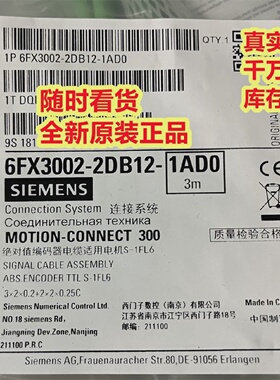 1P 6FX3002-2DB12-1AD0
QTY 1
真实
千万
库存
随时看货
全新原装正品
6FX3002-2DB12-1AD0
SIEMENS
3m
Connection System 连接系统
Соединительная техника
MOTION-CONNECT 300
质量检验合格
绝对值编码器电缆适用电机S-1FL6
SIGNAL CABLE ASSEMBLY
ABS.ENCODER TTL S-1FL6
3×2×0.2+2×2×0.25C
Siemens Numerical Control Ltd.
NO.18 siemens Rd.
Jiangning Dev.Zone,Nanjing
211100 P.R.C
西门子数控（南京）有限公司
江苏省南京市江宁区西门子路18号
邮编：211100
Siemens AG,Frauenauracher Str.80,DE-91056 Erlangen